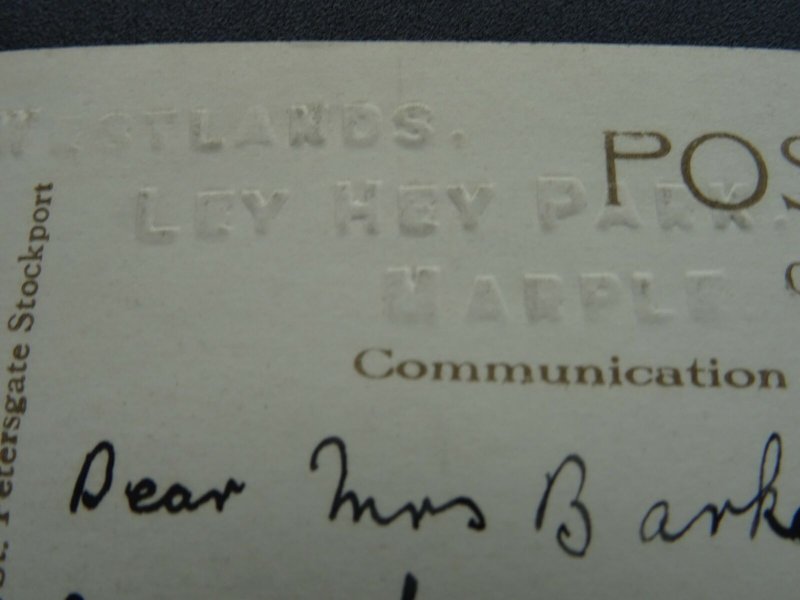 W.STLANDS.
LEY HEY PARK.
MARPLE
POS
Communication
Petersgate Stockport
Dear Mrs Bark